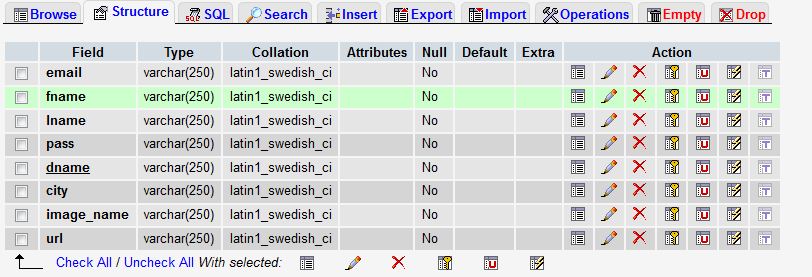 Browse Structure SQL Search Insert Export Import Operations Empty Drop
Field Type Collation Attributes Null Default Extra Action
email varchar(250) latin1_swedish_ci No
fname varchar(250) latin1_swedish_ci No
lname varchar(250) latin1_swedish_ci No
pass varchar(250) latin1_swedish_ci No
dname varchar(250) latin1_swedish_ci No
city varchar(250) latin1_swedish_ci No
image_name varchar(250) latin1_swedish_ci No
url varchar(250) latin1_swedish_ci No
Check All / Uncheck All With selected: